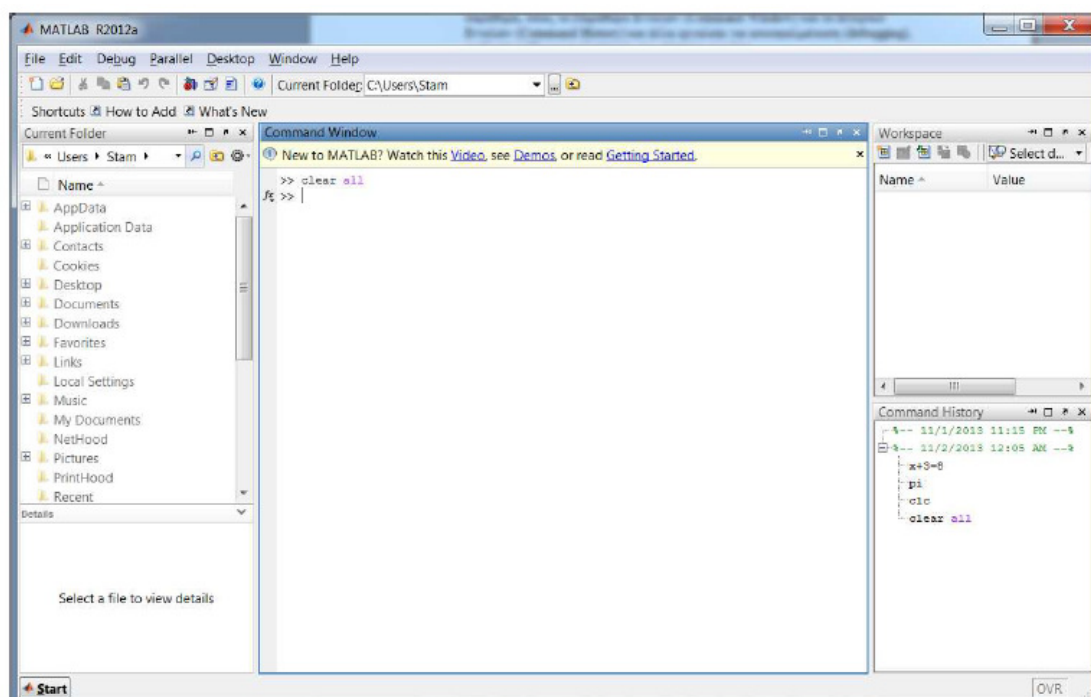 MATLAB R2012a
File Edit Debug Parallel Desktop Window Help
Current Folder: C:\Users\Stam
Shortcuts How to Add What's New
Current Folder
« Users Stam
Name
AppData
Application Data
Contacts
Cookies
Desktop
Documents
Downloads
Favorites
Links
Local Settings
Music
My Documents
NetHood
Pictures
PrintHood
Recent
Details
Select a file to view details
Command Window
New to MATLAB? Watch this Video, see Demos, or read Getting Started.
>> clear all
fx >>
Workspace
Select d...
Name Value
Command History
%-- 11/1/2013 11:15 PM --%
%-- 11/2/2013 12:05 AM --%
pi
clc
clear all
Start
OVR